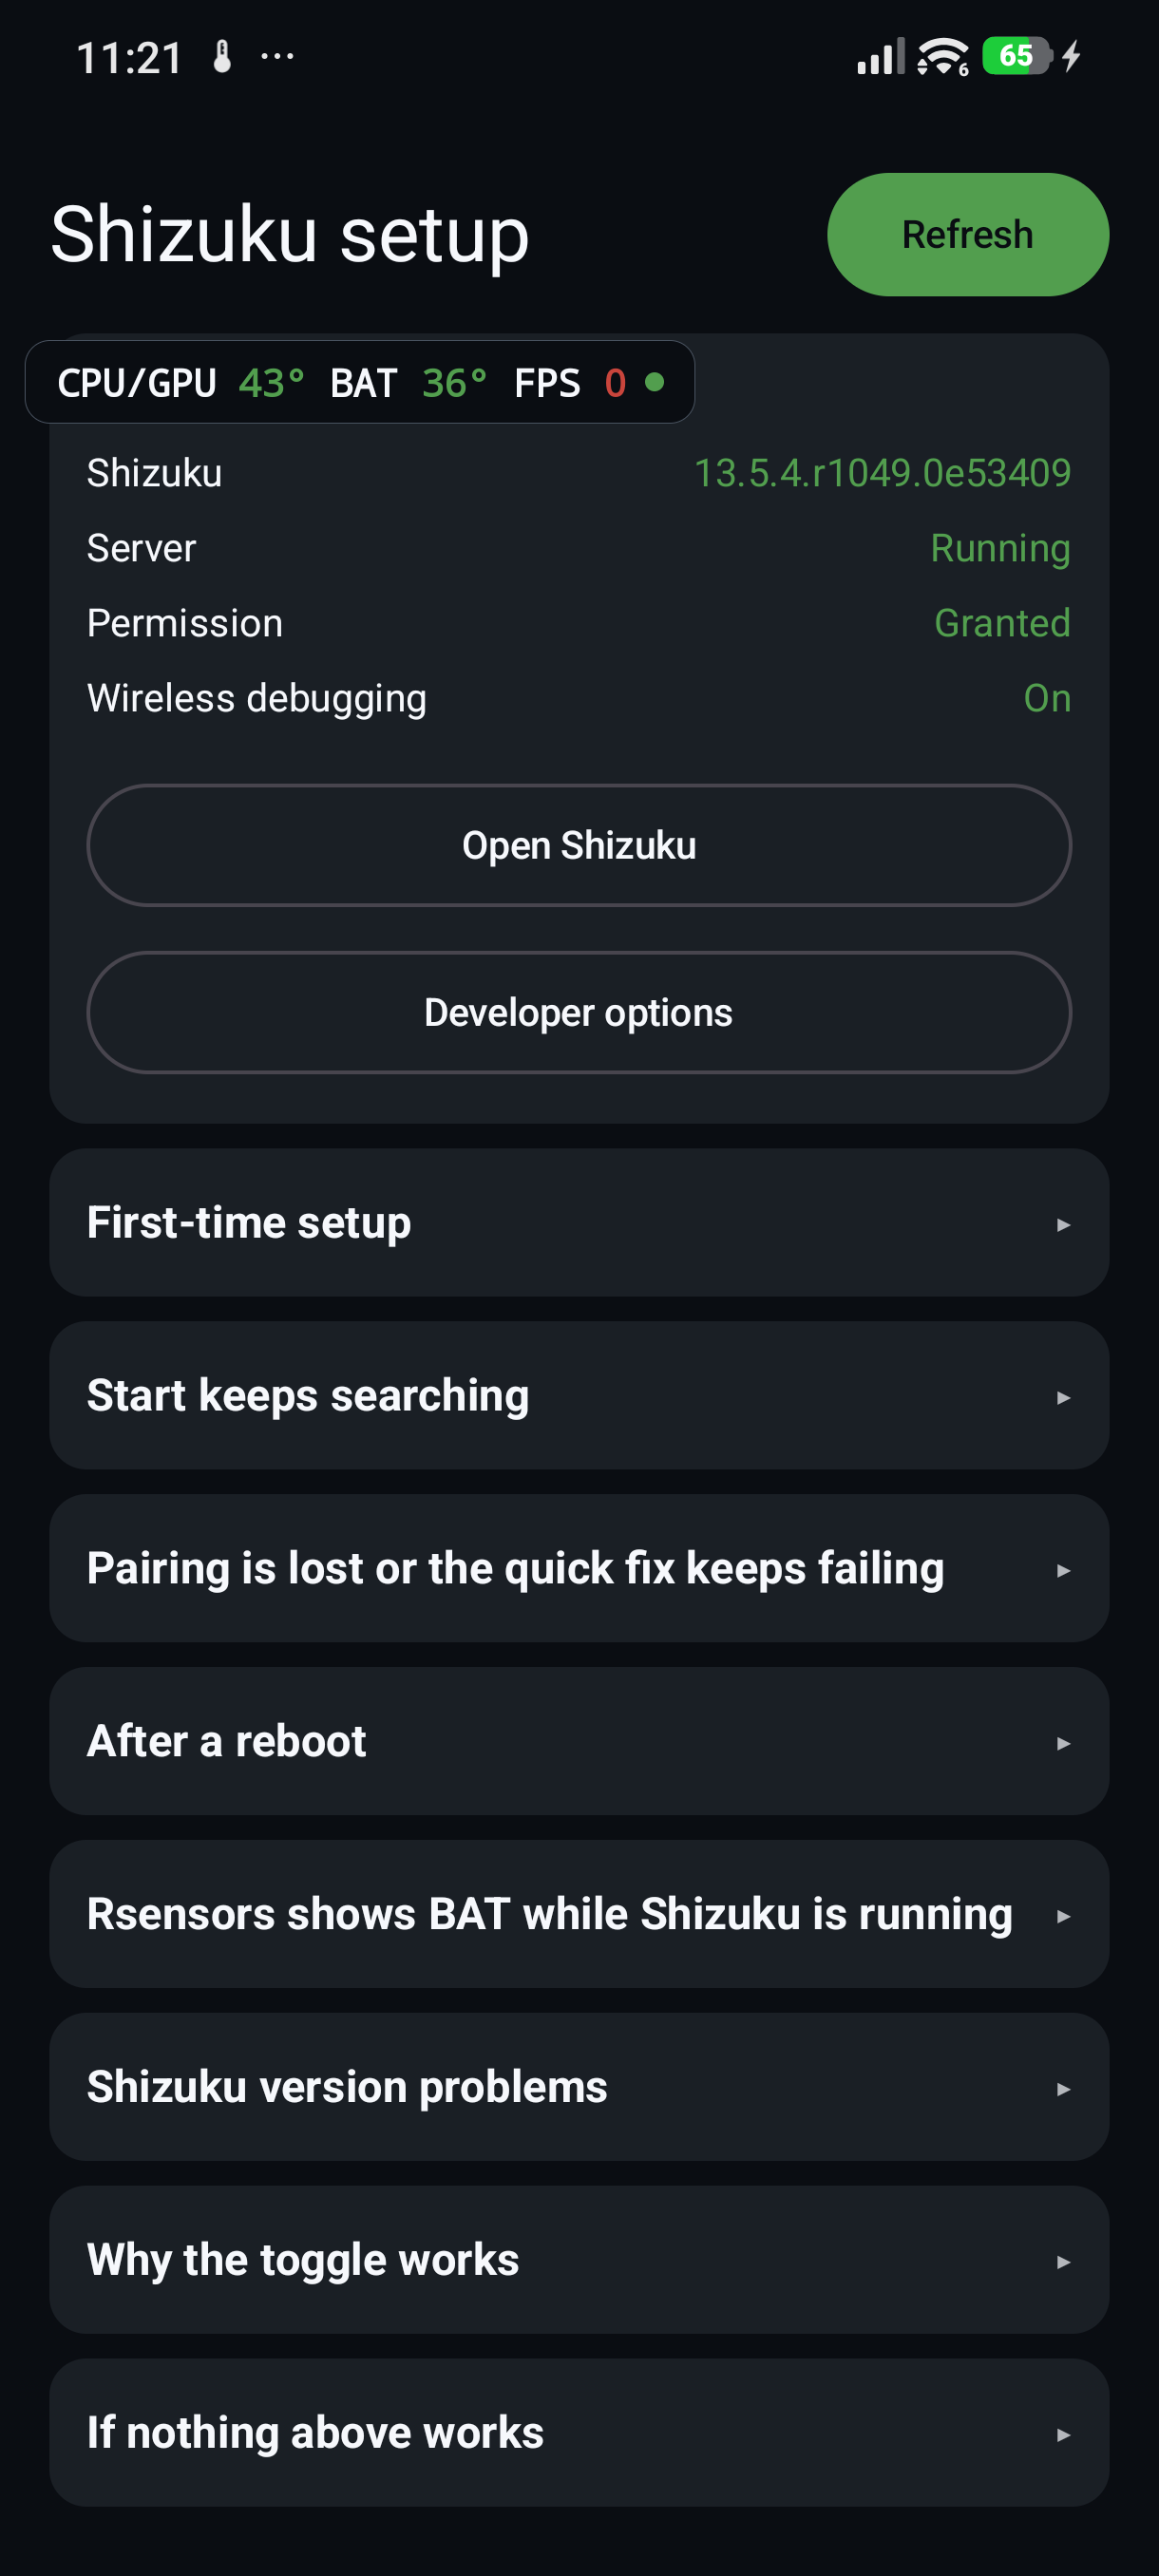 11:21 ...
6 65
Shizuku setup
Refresh
CPU/GPU 43° BAT 36° FPS 0
Shizuku 13.5.4.r1049.0e53409
Server Running
Permission Granted
Wireless debugging On
Open Shizuku
Developer options
First-time setup
Start keeps searching
Pairing is lost or the quick fix keeps failing
After a reboot
Rsensors shows BAT while Shizuku is running
Shizuku version problems
Why the toggle works
If nothing above works